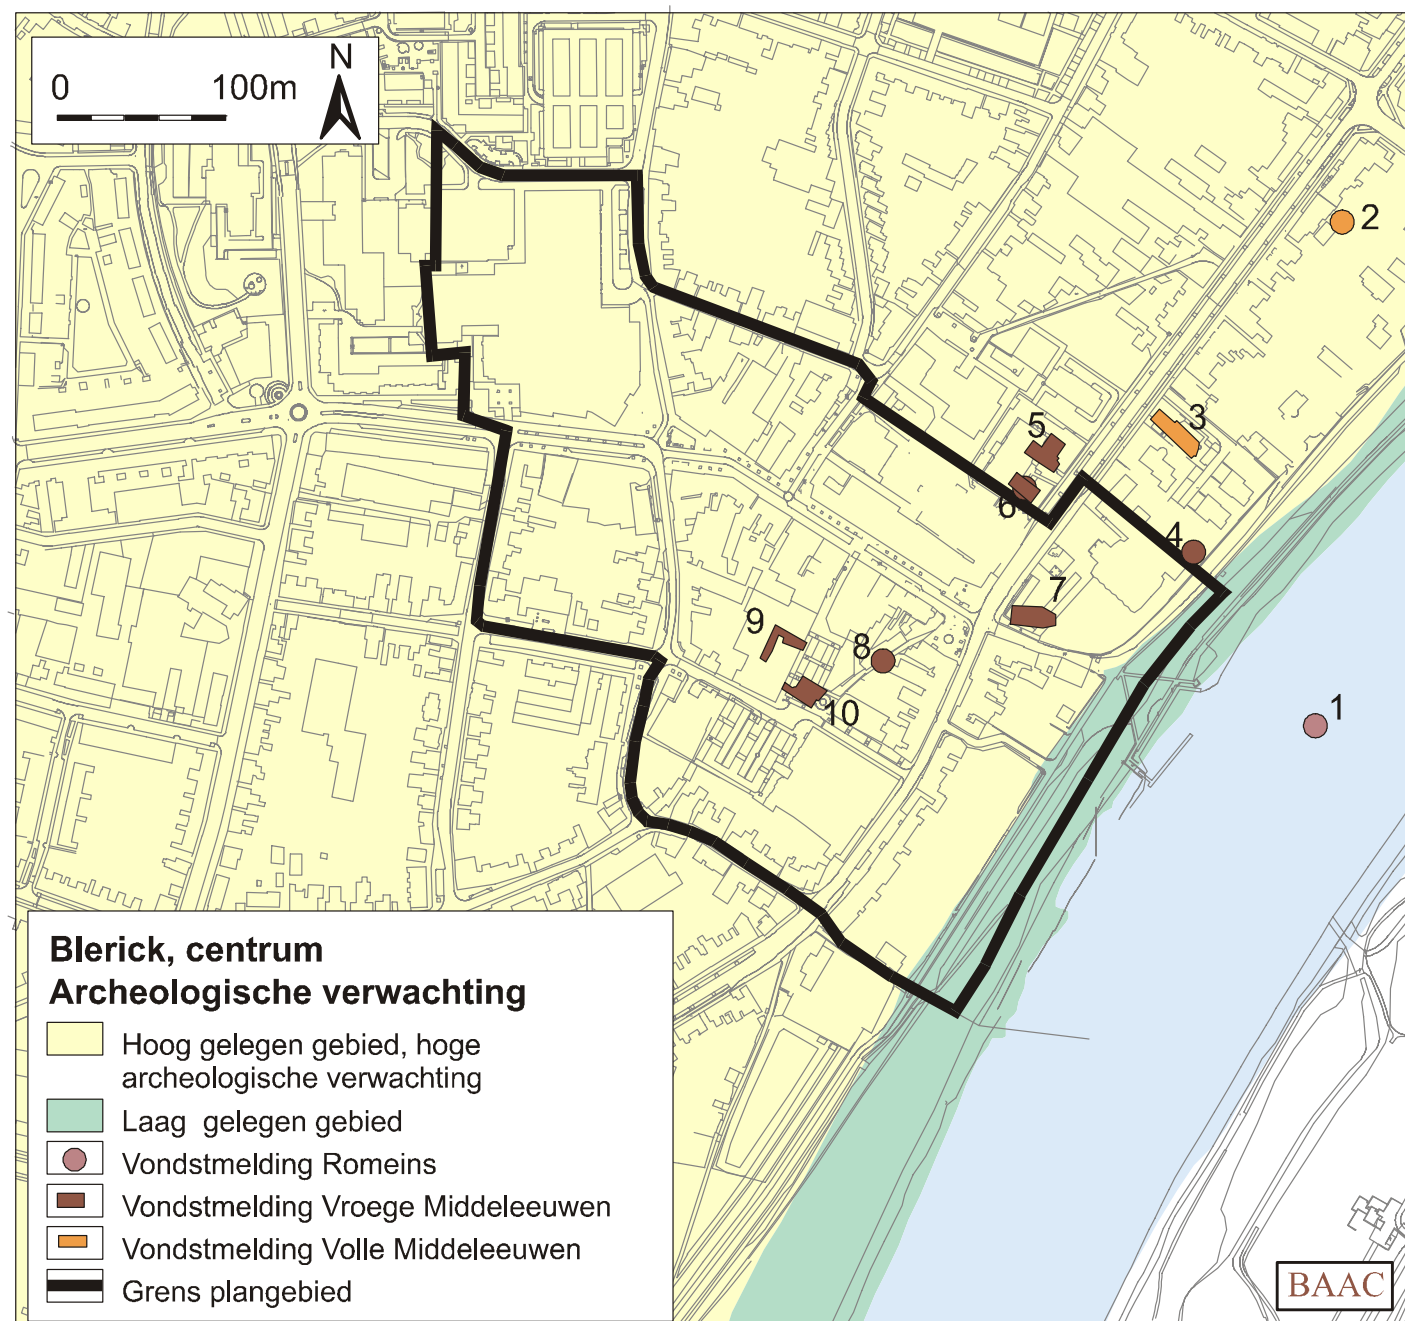 N
0 100m
2
3
5
6
4
7
9
8
10
1
Blerick, centrum
Archeologische verwachting
Hoog gelegen gebied, hoge
archeologische verwachting
Laag gelegen gebied
Vondstmelding Romeins
Vondstmelding Vroege Middeleeuwen
Vondstmelding Volle Middeleeuwen
Grens plangebied
BAAC